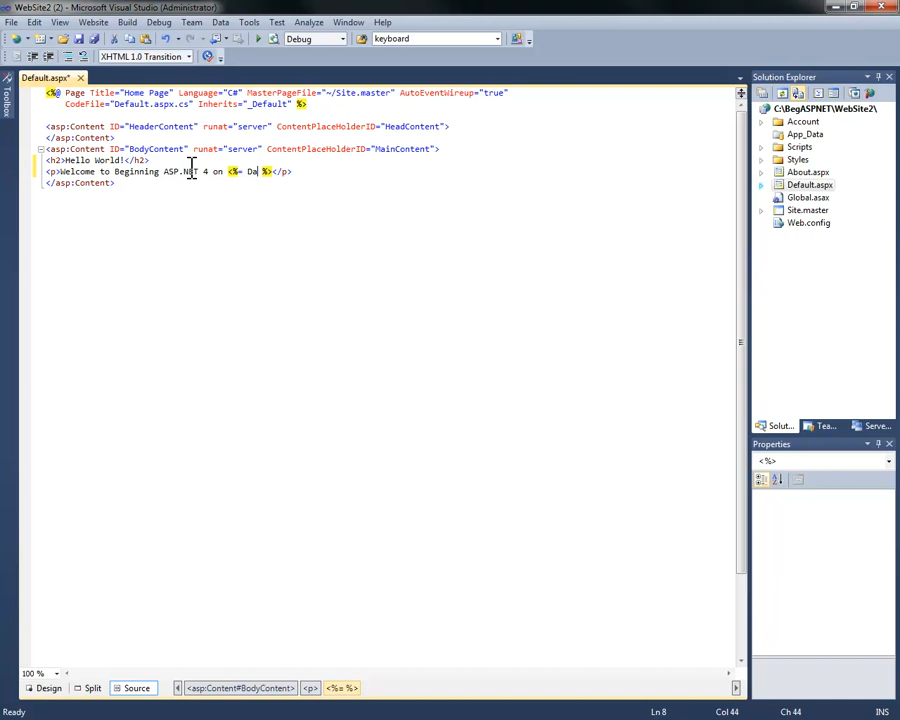 WebSite2 (2) - Microsoft Visual Studio
File Edit View Website Build Debug Team Data Tools Test Analyze Window Help
Debug keyboard
XHTML 1.0 Transition
Toolbox
Default.aspx*
<%@ Page Title="Home Page" Language="C#" MasterPageFile="~/Site.master" AutoEventWireup="true"
CodeFile="Default.aspx.cs" Inherits="_Default" %>
<asp:Content ID="HeaderContent" runat="server" ContentPlaceHolderID="HeadContent">
</asp:Content>
<asp:Content ID="BodyContent" runat="server" ContentPlaceHolderID="MainContent">
<h2>Hello World!</h2>
<p>Welcome to Beginning ASP.NET 4 on <%= Da %></p>
</asp:Content>
100 %
Design Split Source <asp:Content#BodyContent> <p> <%= %>
Solution Explorer
C:\BegASPNET\WebSite2\
Account
App_Data
Scripts
Styles
About.aspx
Default.aspx
Global.asax
Site.master
Web.config
Solut... Tea... Serve...
Properties
<%>
Ready Ln 8 Col 44 Ch 44 INS